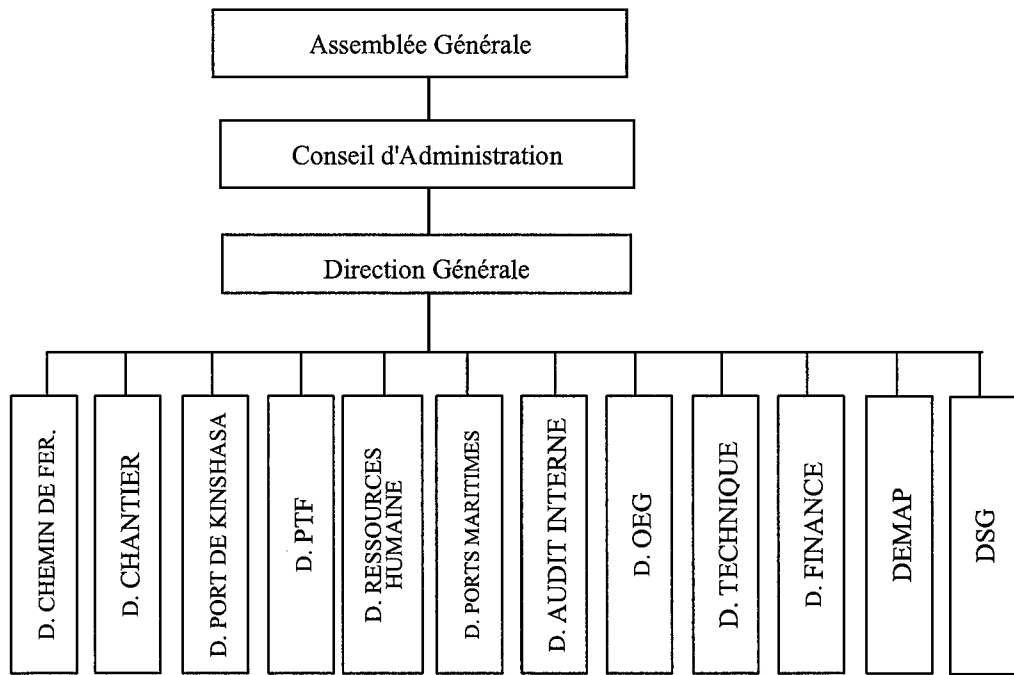 Assemblée Générale
Conseil d'Administration
Direction Générale
D. CHEMIN DE FER.
D. CHANTIER
D. PORT DE KINSHASA
D. PTF
D. RESSOURCES
HUMAINE
D. PORTS MARITIMES
D. AUDIT INTERNE
D. OEG
D. TECHNIQUE
D. FINANCE
DEMAP
DSG